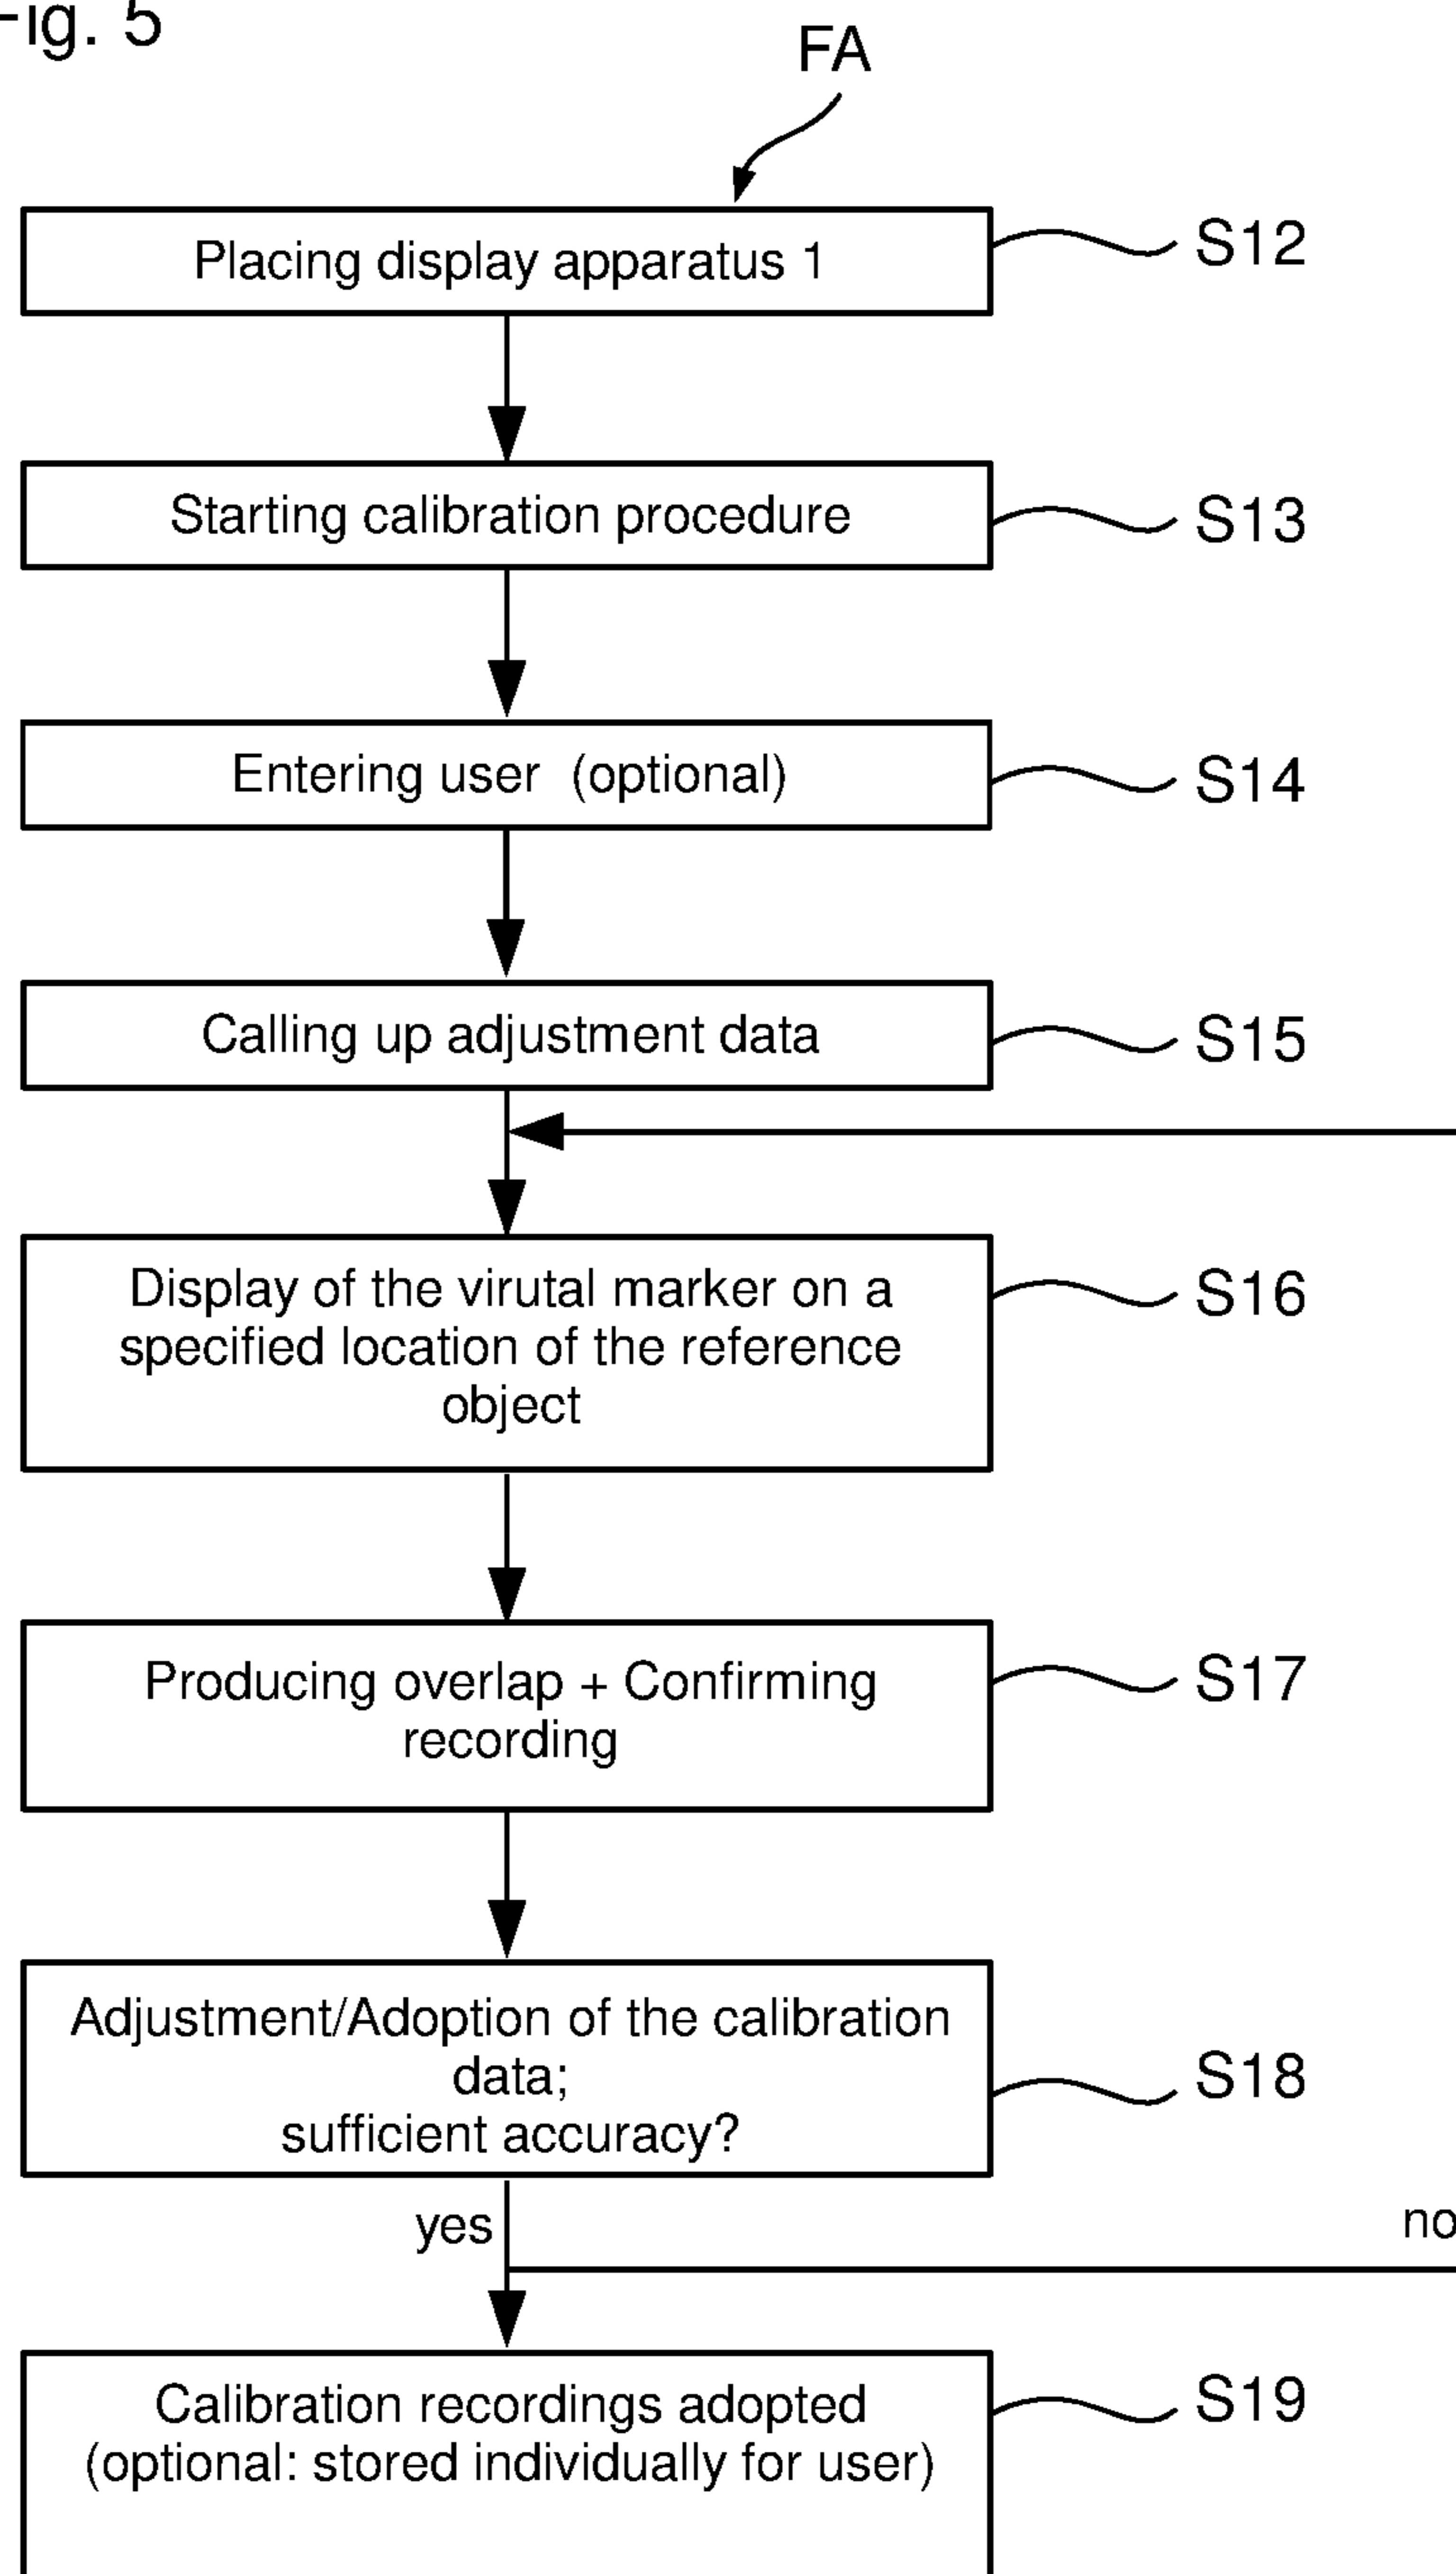 Fig. 5
FA
Placing display apparatus 1
S12
Starting calibration procedure
S13
Entering user (optional)
S14
Calling up adjustment data
S15
Display of the virutal marker on a
specified location of the reference
object
S16
Producing overlap + Confirming
recording
S17
Adjustment/Adoption of the calibration
data;
sufficient accuracy?
S18
yes
no
Calibration recordings adopted
(optional: stored individually for user)
S19